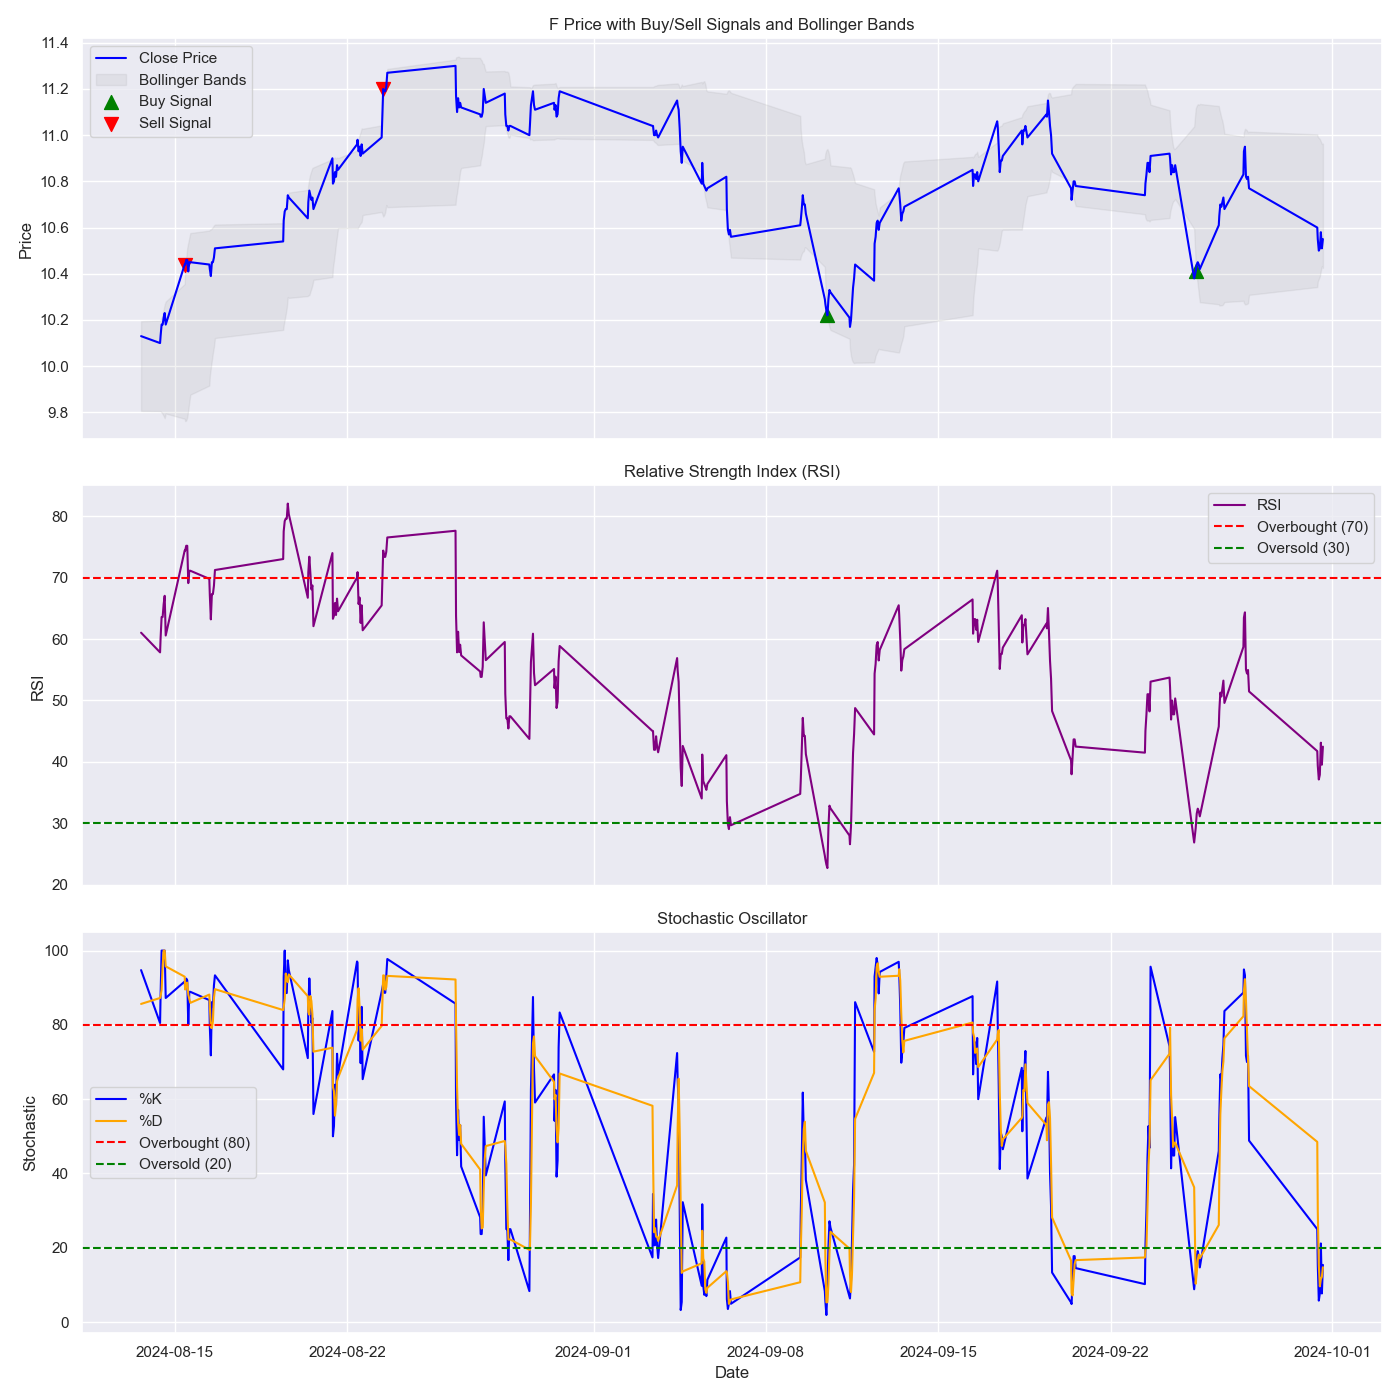 F Price with Buy/Sell Signals and Bollinger Bands
Close Price
Bollinger Bands
Buy Signal
Sell Signal
Price
11.4
11.2
11.0
10.8
10.6
10.4
10.2
10.0
9.8
Relative Strength Index (RSI)
RSI
Overbought (70)
Oversold (30)
RSI
80
70
60
50
40
30
20
Stochastic Oscillator
%K
%D
Overbought (80)
Oversold (20)
Stochastic
100
80
60
40
20
0
2024-08-15 2024-08-22 2024-09-01 2024-09-08 2024-09-15 2024-09-22 2024-10-01
Date